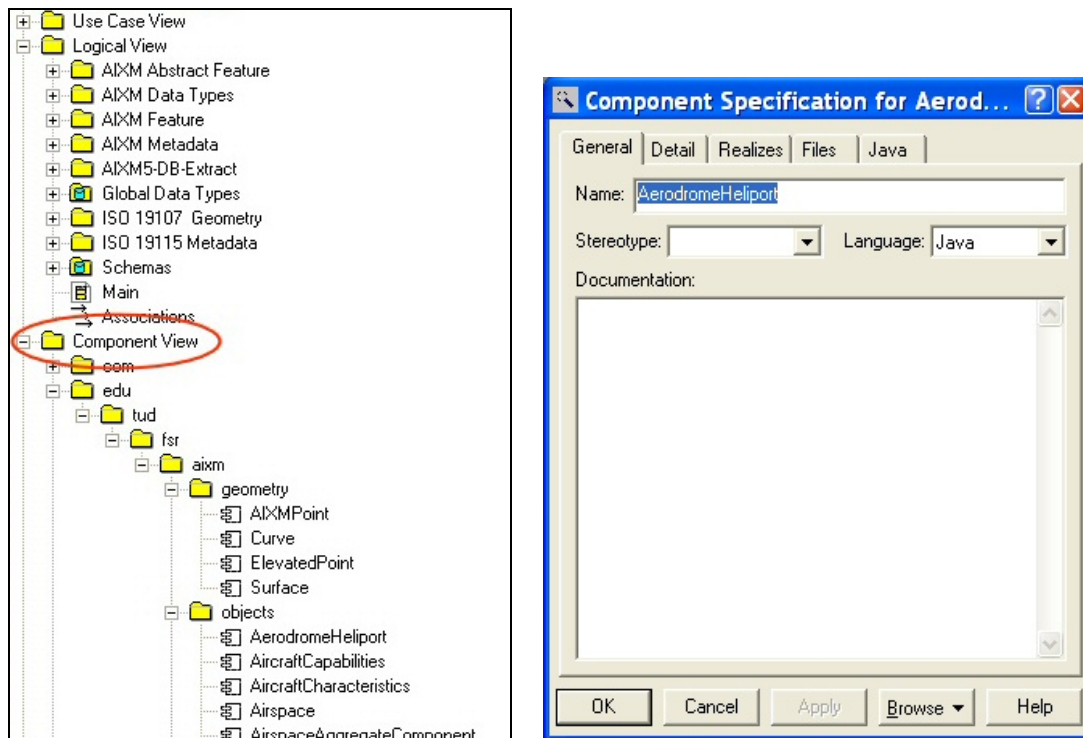 Use Case View
Logical View
AIXM Abstract Feature
AIXM Data Types
AIXM Feature
AIXM Metadata
AIXM5-DB-Extract
Global Data Types
ISO 19107 Geometry
ISO 19115 Metadata
Schemas
Main
Associations
Component View
com
edu
tud
fsr
aixm
geometry
AIXMPoint
Curve
ElevatedPoint
Surface
objects
AerodromeHeliport
AircraftCapabilities
AircraftCharacteristics
Airspace
AirspaceAggregateComponent
Component Specification for Aerod...
General Detail Realizes Files Java
Name: AerodromeHeliport
Stereotype: Language: Java
Documentation:
OK Cancel Apply Browse Help